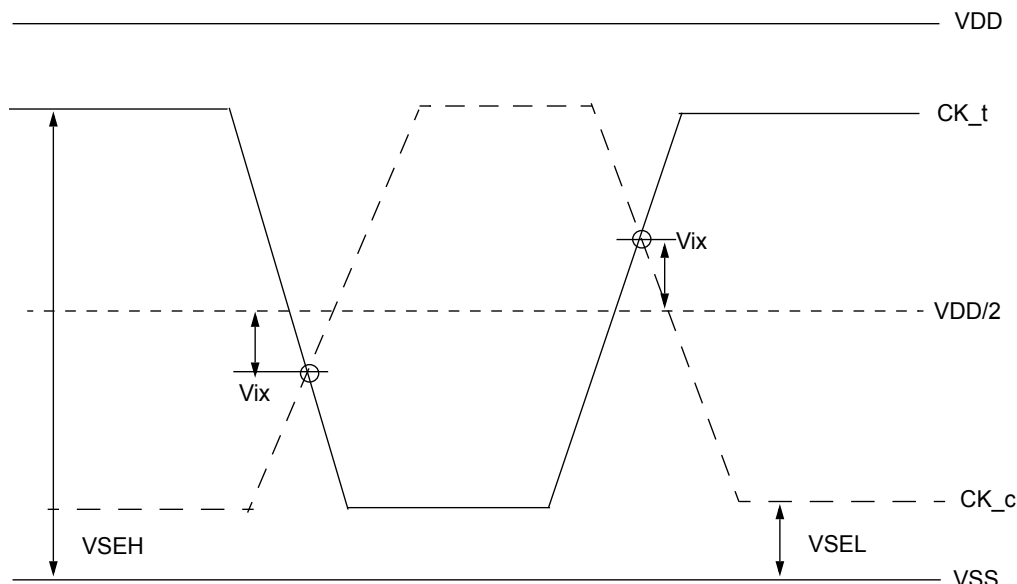 VDD
CK_t
Vix
VDD/2
Vix
CK_c
VSEH
VSEL
VSS